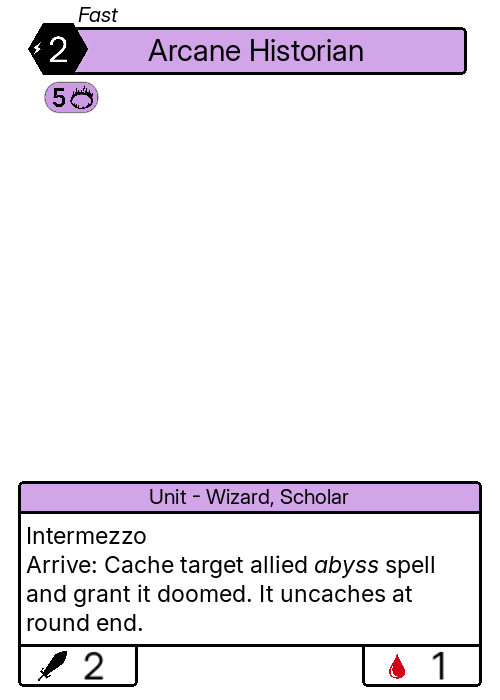 Fast
2 Arcane Historian
5
Unit - Wizard, Scholar
Intermezzo
Arrive: Cache target allied abyss spell
and grant it doomed. It uncaches at
round end.
2 1